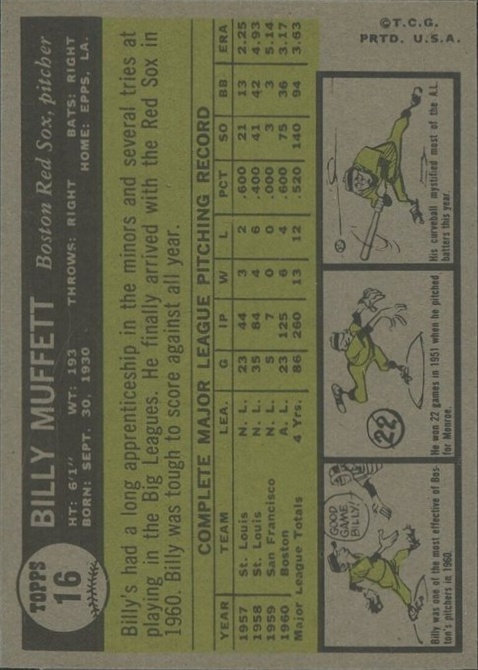 TOPPS
16
BILLY MUFFETT Boston Red Sox, pitcher
HT: 6'1" WT: 193 THROWS: RIGHT BATS: RIGHT
BORN: SEPT. 30, 1930 HOME: EPPS, LA.
Billy's had a long apprenticeship in the minors and several tries at
playing in the Big Leagues. He finally arrived with the Red Sox in
1960. Billy was tough to score against all year.
COMPLETE MAJOR LEAGUE PITCHING RECORD
YEAR TEAM LEA. G IP W L PCT SO BB ERA
1957 St. Louis N. L. 23 44 3 2 .600 21 13 2.25
1958 St. Louis N. L. 35 84 4 6 .400 41 42 4.93
1959 San Francisco N. L. 5 7 0 0 .000 3 3 5.14
1960 Boston A. L. 23 125 6 4 .600 75 36 3.17
Major League Totals 4 Yrs. 86 260 13 12 .520 140 94 3.63
GOOD
GAME,
BILLY!
Billy was one of the most effective of Bos-
ton's pitchers in 1960.
22
He won 22 games in 1951 when he pitched
for Monroe.
His curveball mystified most of the A.L.
batters this year.
©T.C.G.
PRTD. U.S.A.